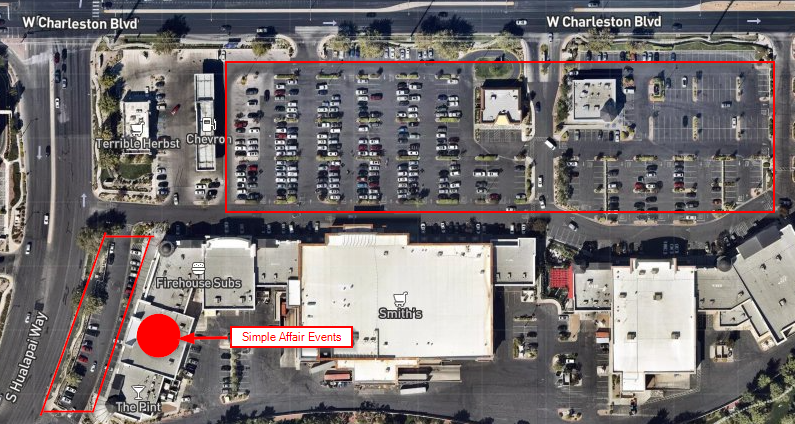 W Charleston Blvd
W Charleston Blvd
Terrible Herbst
Chevron
Firehouse Subs
Smith's
Simple Affair Events
S Hualapai Way
The Pint